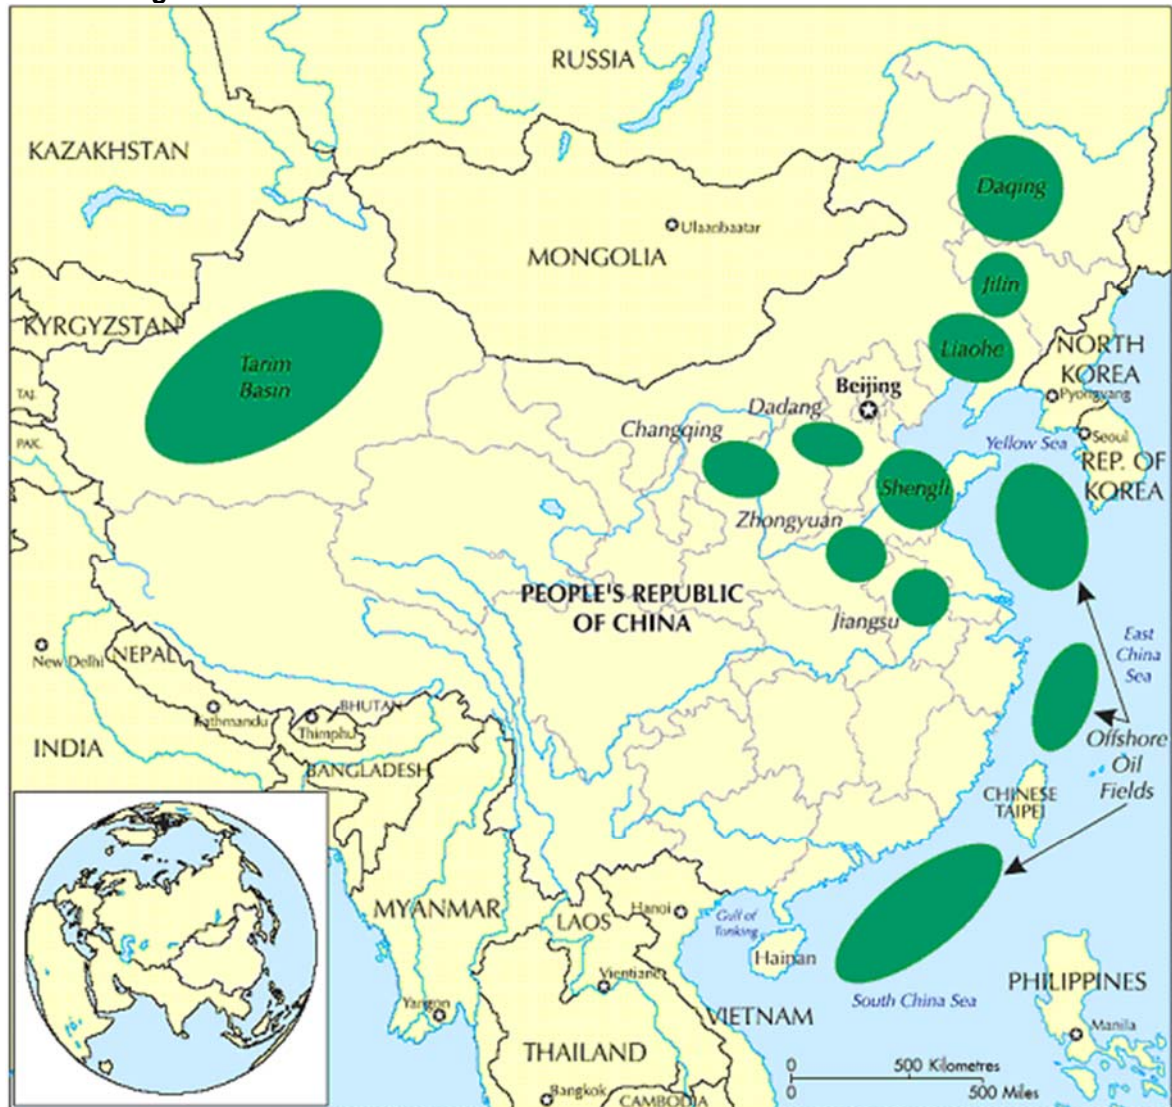 RUSSIA
KAZAKHSTAN
Daqing
Ulaanbaatar
MONGOLIA
Jilin
KYRGYZSTAN
Liaohe
NORTH
KOREA
Tarim
Basin
Beijing
Pyongyang
TAJ.
Dadang
Changqing
Seoul
Yellow Sea
PAK.
REP. OF
KOREA
Shengli
Zhongyuan
PEOPLE'S REPUBLIC
OF CHINA
Jiangsu
East
China
Sea
New Delhi
NEPAL
BHUTAN
Kathmandu
Thimphu
INDIA
Offshore
Oil
Fields
BANGLADESH
CHINESE
TAIPEI
MYANMAR
LAOS
Hanoi
Gulf of
Tonking
Hainan
Vientiane
PHILIPPINES
South China Sea
Yangon
VIETNAM
Manila
THAILAND
0 500 Kilometres
0 500 Miles
Bangkok
CAMBODIA